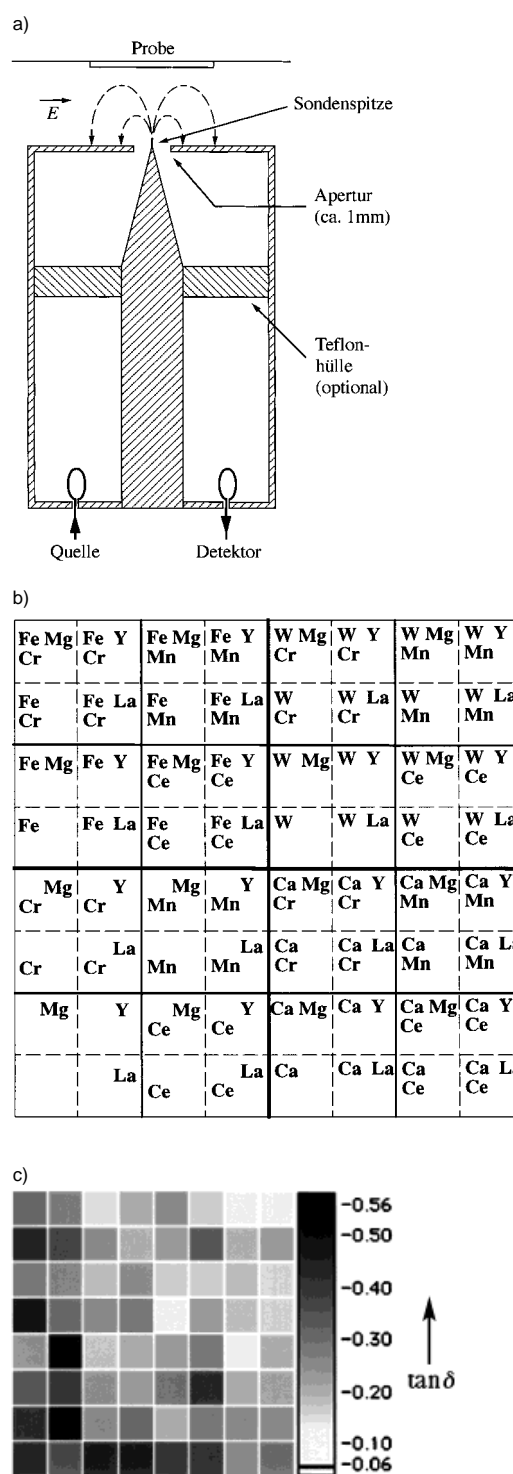 a)
Probe
E
Sondenspitze
Apertur
(ca. 1mm)
Teflon-
hülle
(optional)
Quelle
Detektor
b)
Fe Mg Fe Y Fe Mg Fe Y W Mg W Y W Mg W Y
Cr Cr Mn Mn Cr Cr Mn Mn
Fe Fe La Fe Fe La W W La W W La
Cr Cr Mn Mn Cr Cr Mn Mn
Fe Mg Fe Y Fe Mg Fe Y W Mg W Y W Mg W Y
Ce Ce Ce Ce
Fe Fe La Fe Fe La W W La W W La
Ce Ce Ce Ce
Mg Y Mg Y Ca Mg Ca Y Ca Mg Ca Y
Cr Cr Mn Mn Cr Cr Mn Mn
La La Ca Ca La Ca Ca La
Cr Cr Mn Mn Cr Cr Mn Mn
Mg Y Mg Y Ca Mg Ca Y Ca Mg Ca Y
Ce Ce Ce Ce
La La Ca Ca La Ca Ca La
Ce Ce Ce Ce
c)
-0.56
-0.50
-0.40
-0.30
tan δ
-0.20
-0.10
-0.06